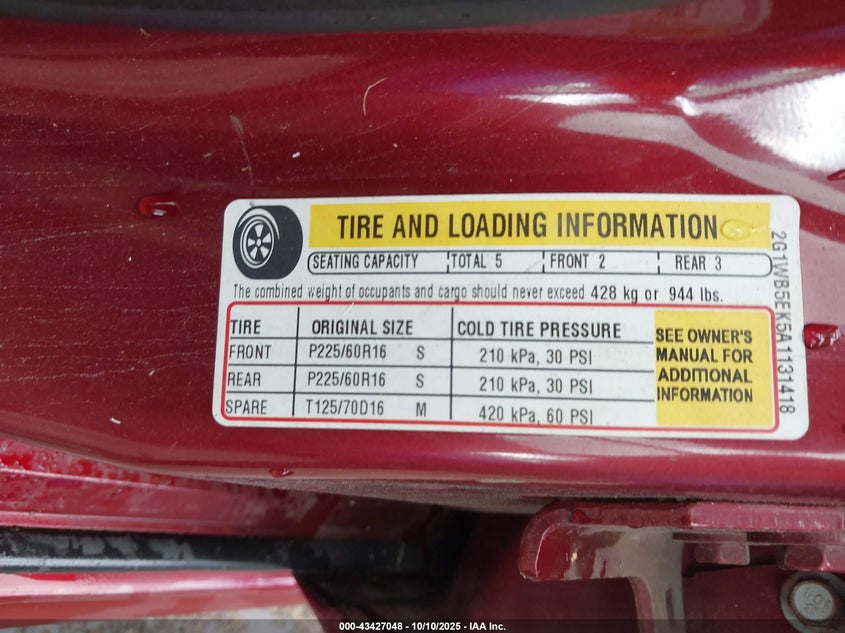 TIRE AND LOADING INFORMATION
SEATING CAPACITY TOTAL 5 FRONT 2 REAR 3
The combined weight of occupants and cargo should never exceed 428 kg or 944 lbs.
TIRE ORIGINAL SIZE COLD TIRE PRESSURE
FRONT P225/60R16 S 210 kPa, 30 PSI
REAR P225/60R16 S 210 kPa, 30 PSI
SPARE T125/70D16 M 420 kPa, 60 PSI
SEE OWNER'S
MANUAL FOR
ADDITIONAL
INFORMATION
2G1WB5EK5A1131418
000-43427048 - 10/10/2025 - IAA Inc.